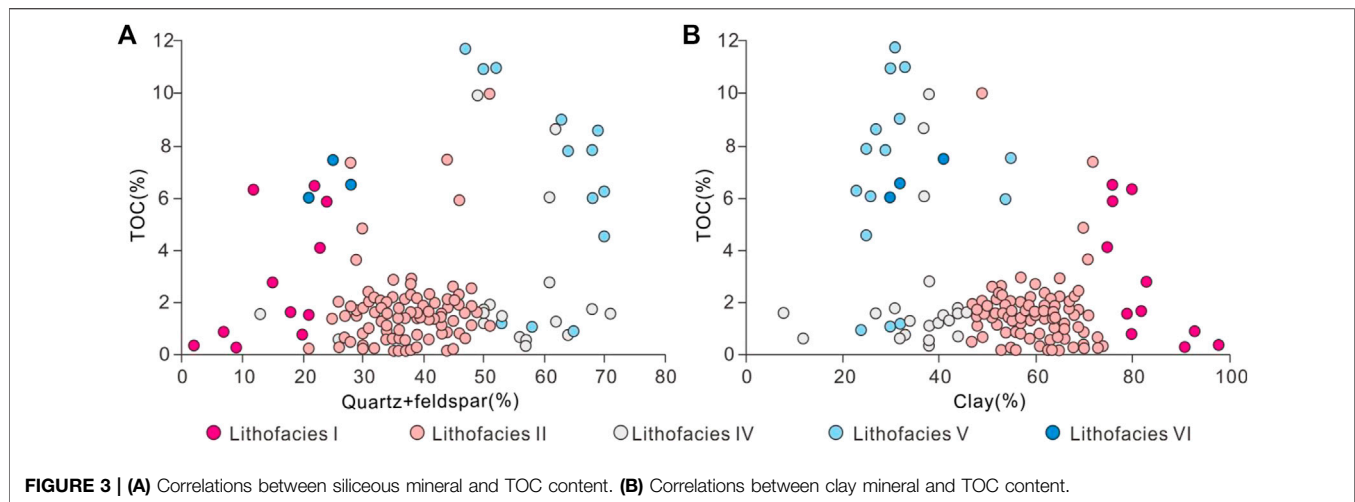 A
B
12
10
8
6
4
2
0
TOC(%)
0 10 20 30 40 50 60 70 80
Quartz+feldspar(%)
12
10
8
6
4
2
0
TOC(%)
0 20 40 60 80 100
Clay(%)
Lithofacies I Lithofacies II Lithofacies IV Lithofacies V Lithofacies VI
FIGURE 3 | (A) Correlations between siliceous mineral and TOC content. (B) Correlations between clay mineral and TOC content.